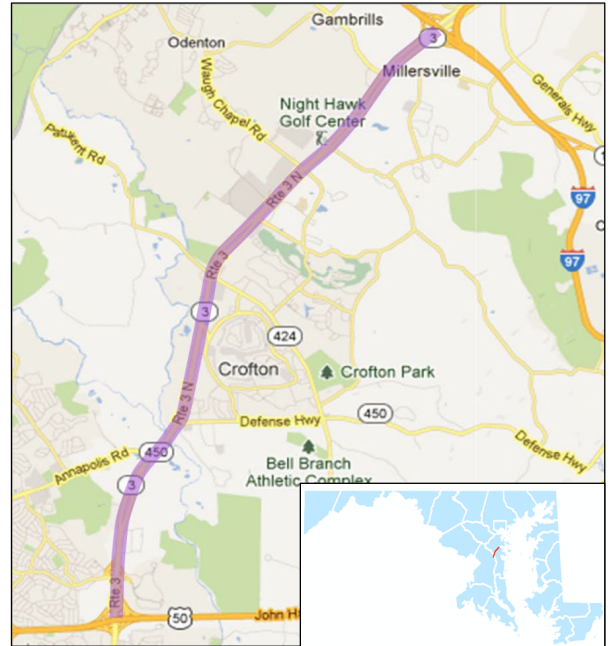 Gambrills
Odenton
3
Millersville
Waugh Chapel Rd
Generals Hwy
Night Hawk
Golf Center
Patuxent Rd
Rte 3 N
97
97
Rte 3
3
424
Crofton
Crofton Park
Rte 3 N
450
Defense Hwy
Defense Hwy
450
Annapolis Rd
Bell Branch
Athletic Complex
3
Rte 3
50
John H